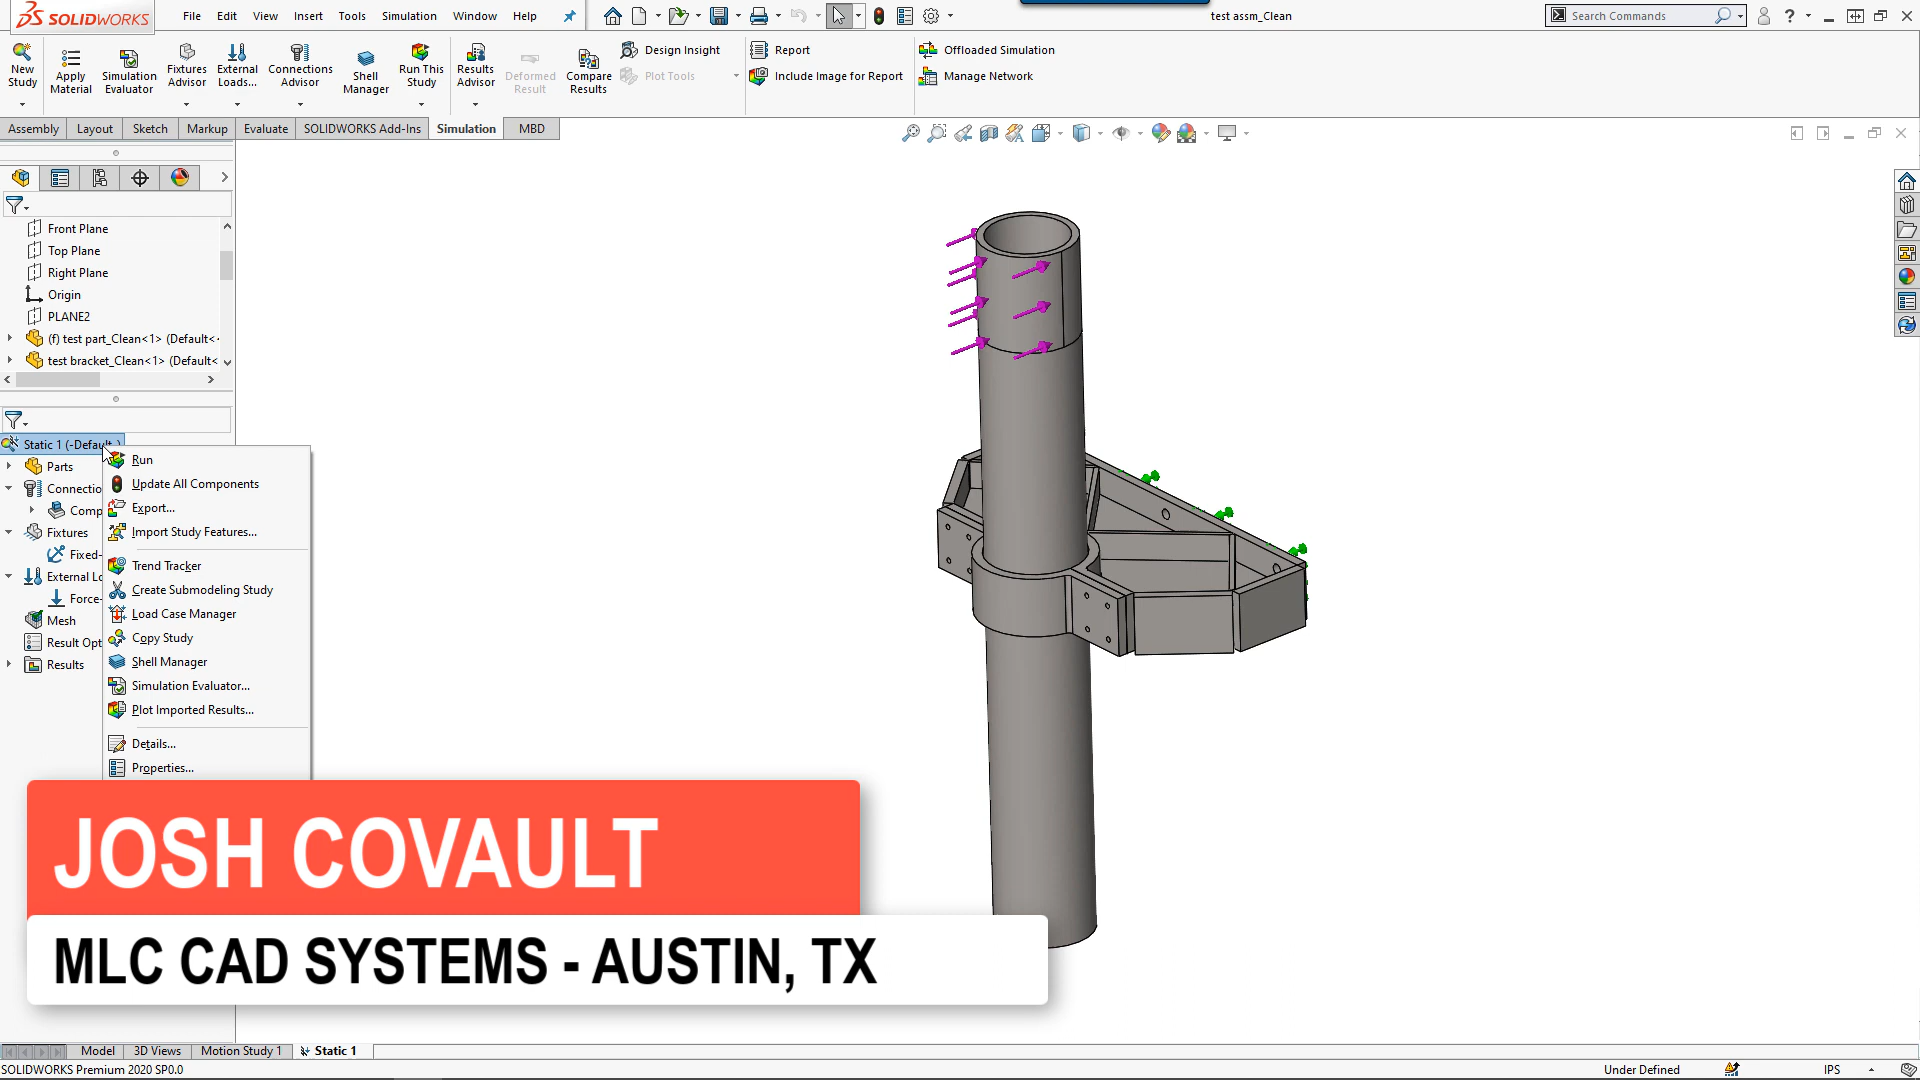 SOLIDWORKS
File Edit View Insert Tools Simulation Window Help
test assm_Clean
Search Commands
New Study
Apply Material
Simulation Evaluator
Fixtures Advisor
External Loads...
Connections Advisor
Shell Manager
Run This Study
Results Advisor
Deformed Result
Compare Results
Design Insight
Plot Tools
Report
Include Image for Report
Offloaded Simulation
Manage Network
Assembly Layout Sketch Markup Evaluate SOLIDWORKS Add-Ins Simulation MBD
Front Plane
Top Plane
Right Plane
Origin
PLANE2
(f) test part_Clean<1> (Default<
test bracket_Clean<1> (Default<
Static 1 (-Default-)
Parts
Connectio
Comp
Fixtures
Fixed-
External Lo
Force-
Mesh
Result Opt
Results
Run
Update All Components
Export...
Import Study Features...
Trend Tracker
Create Submodeling Study
Load Case Manager
Copy Study
Shell Manager
Simulation Evaluator...
Plot Imported Results...
Details...
Properties...
JOSH COVAULT
MLC CAD SYSTEMS - AUSTIN, TX
Model 3D Views Motion Study 1 Static 1
SOLIDWORKS Premium 2020 SP0.0
Under Defined
IPS